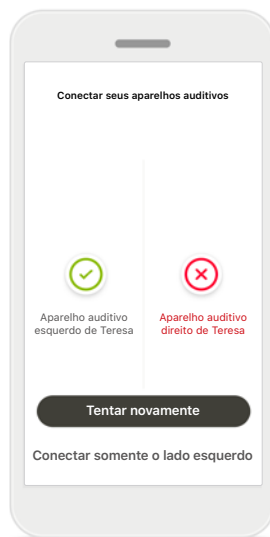 Conectar seus aparelhos auditivos
Aparelho auditivo
esquerdo de Teresa
Aparelho auditivo
direito de Teresa
Tentar novamente
Conectar somente o lado esquerdo